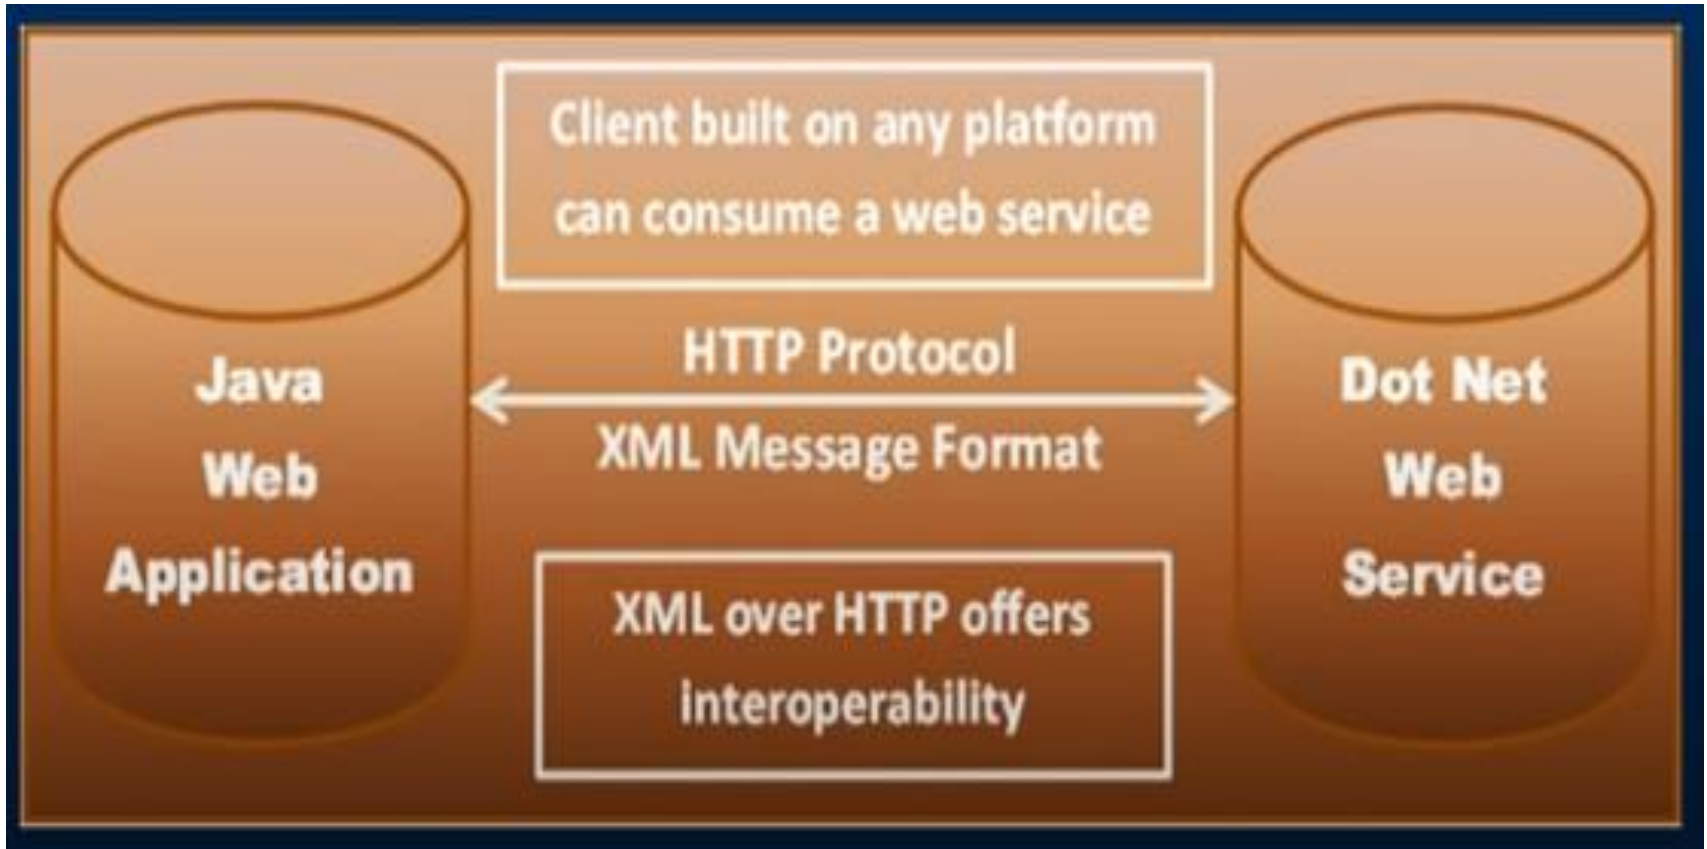 Client built on any platform
can consume a web service
Java
Web
Application
HTTP Protocol
XML Message Format
Dot Net
Web
Service
XML over HTTP offers
interoperability